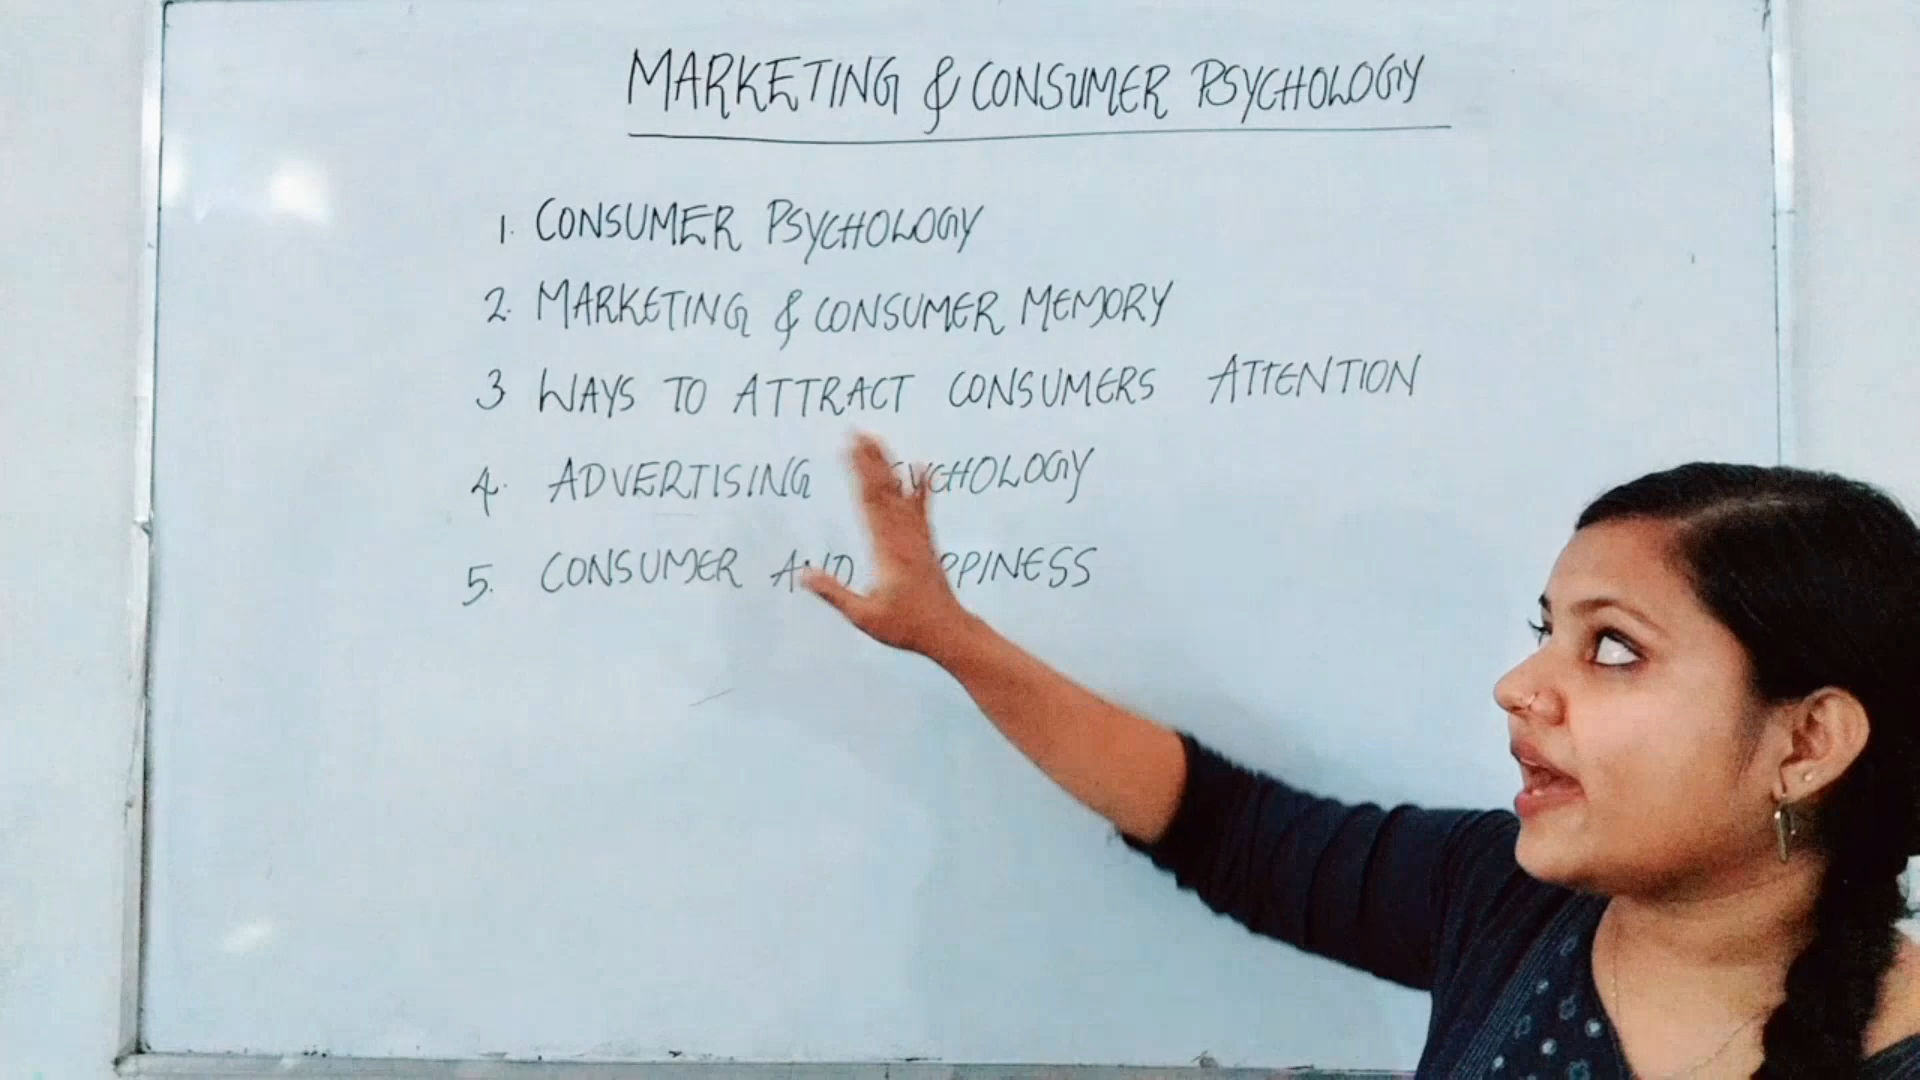 MARKETING & CONSUMER PSYCHOLOGY
1. CONSUMER PSYCHOLOGY
2. MARKETING & CONSUMER MEMORY
3 WAYS TO ATTRACT CONSUMERS ATTENTION
4. ADVERTISING
5. CONSUMER AND